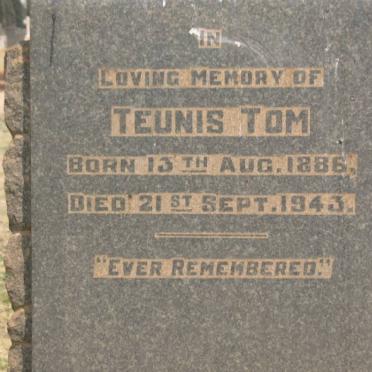 IN
LOVING MEMORY OF
TEUNIS TOM
BORN 13TH AUG. 1886,
DIED 21ST SEPT. 1943.
"EVER REMEMBERED."